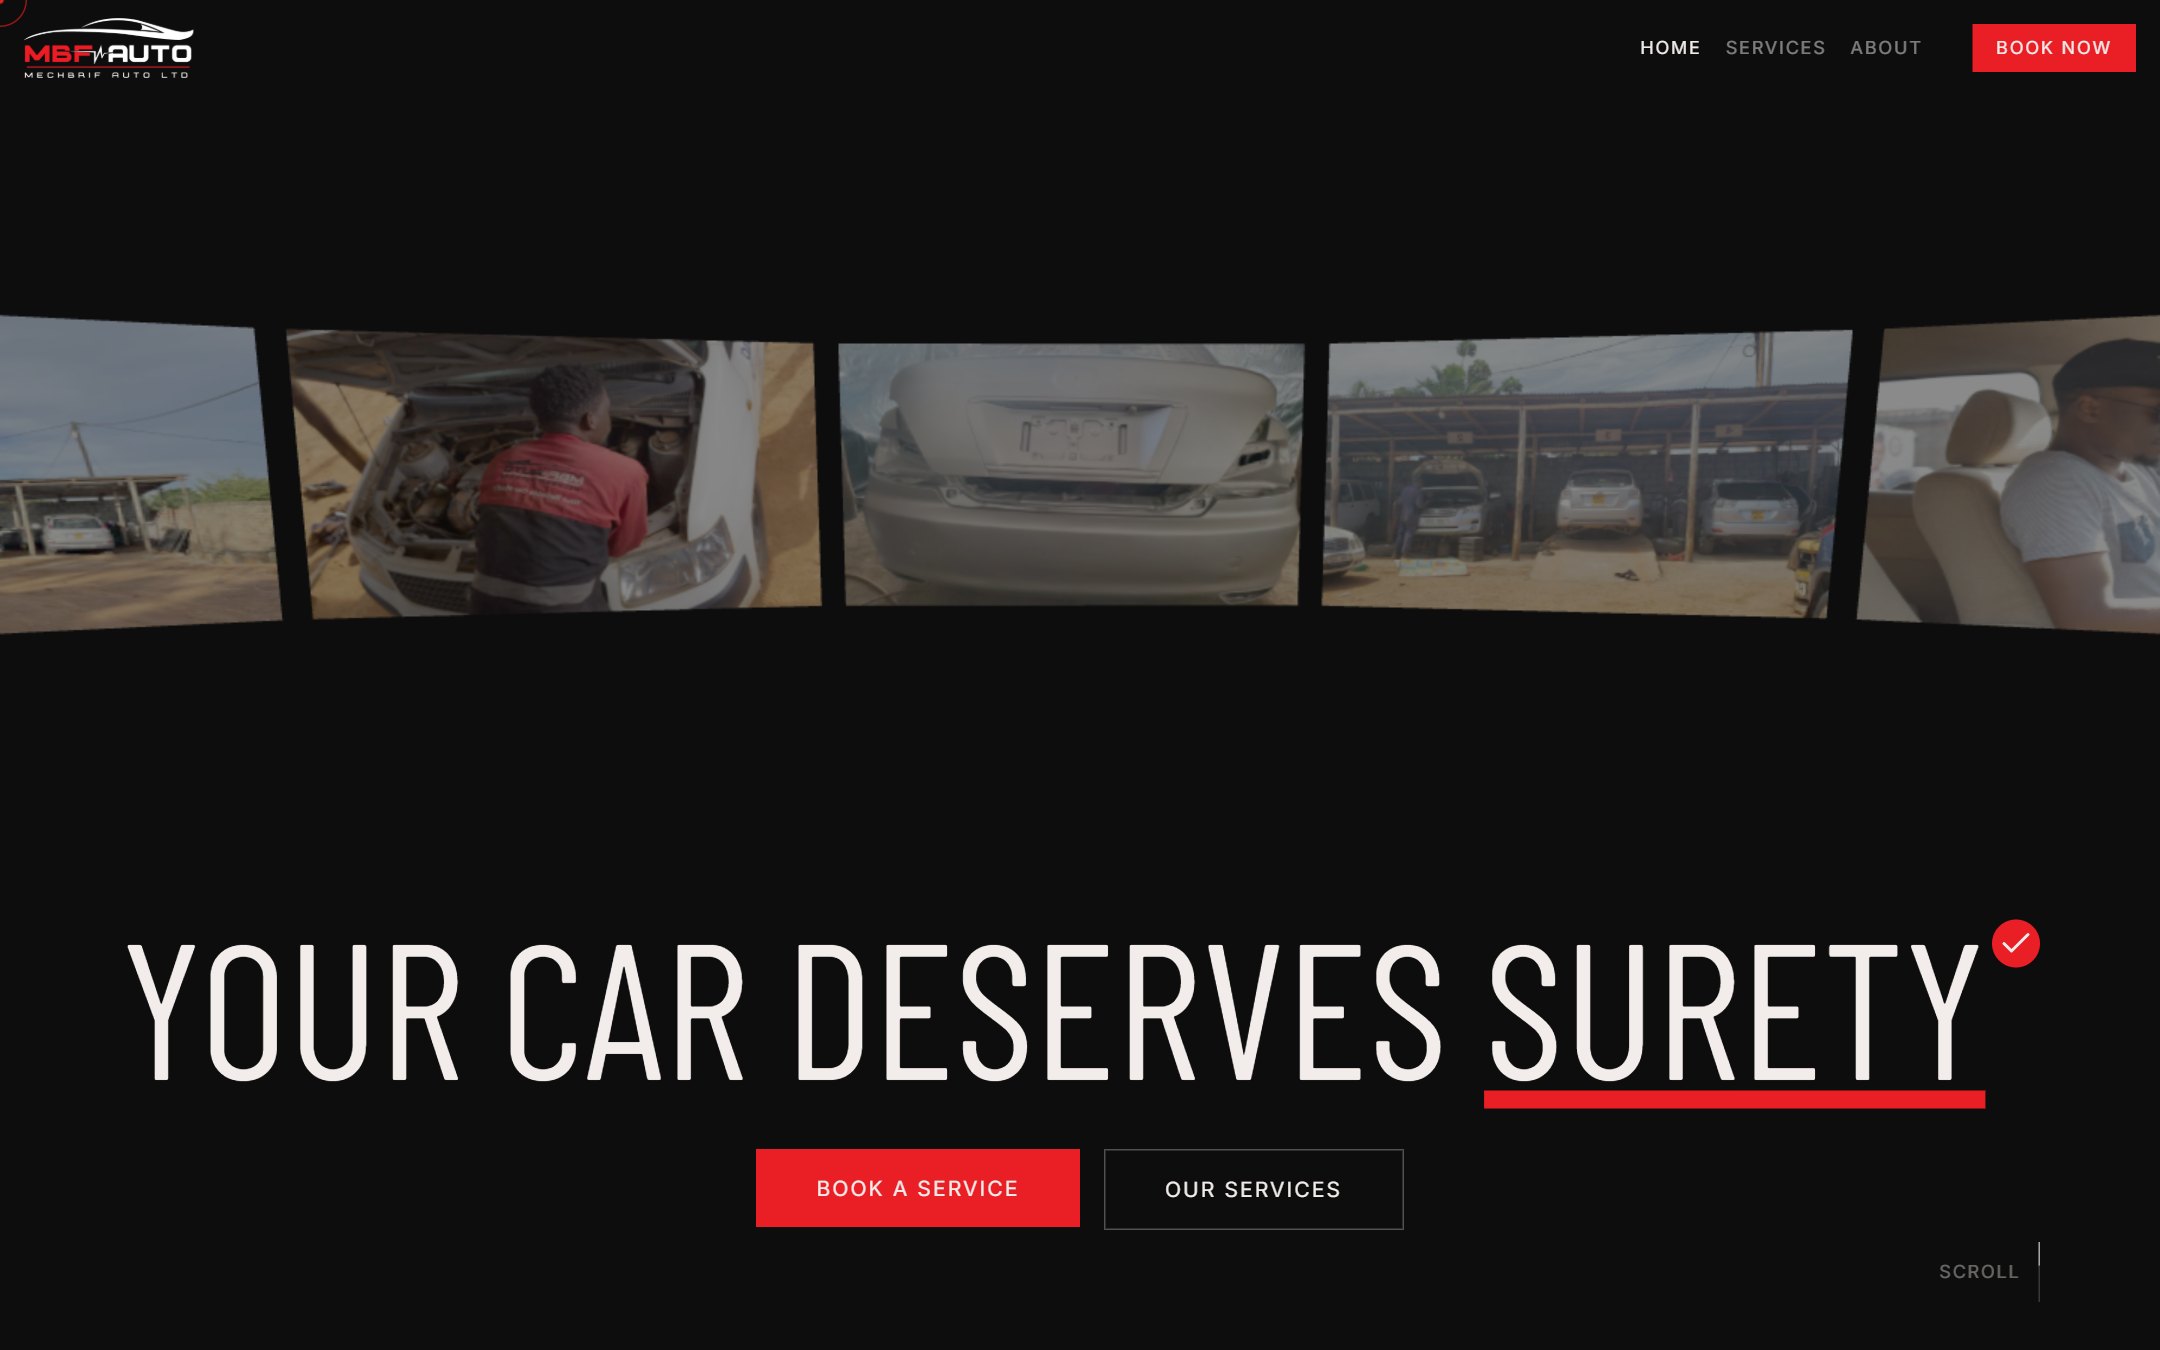 MBF AUTO
MECHBRIF AUTO LTD
HOME
SERVICES
ABOUT
BOOK NOW
YOUR CAR DESERVES SURETY
BOOK A SERVICE
OUR SERVICES
SCROLL